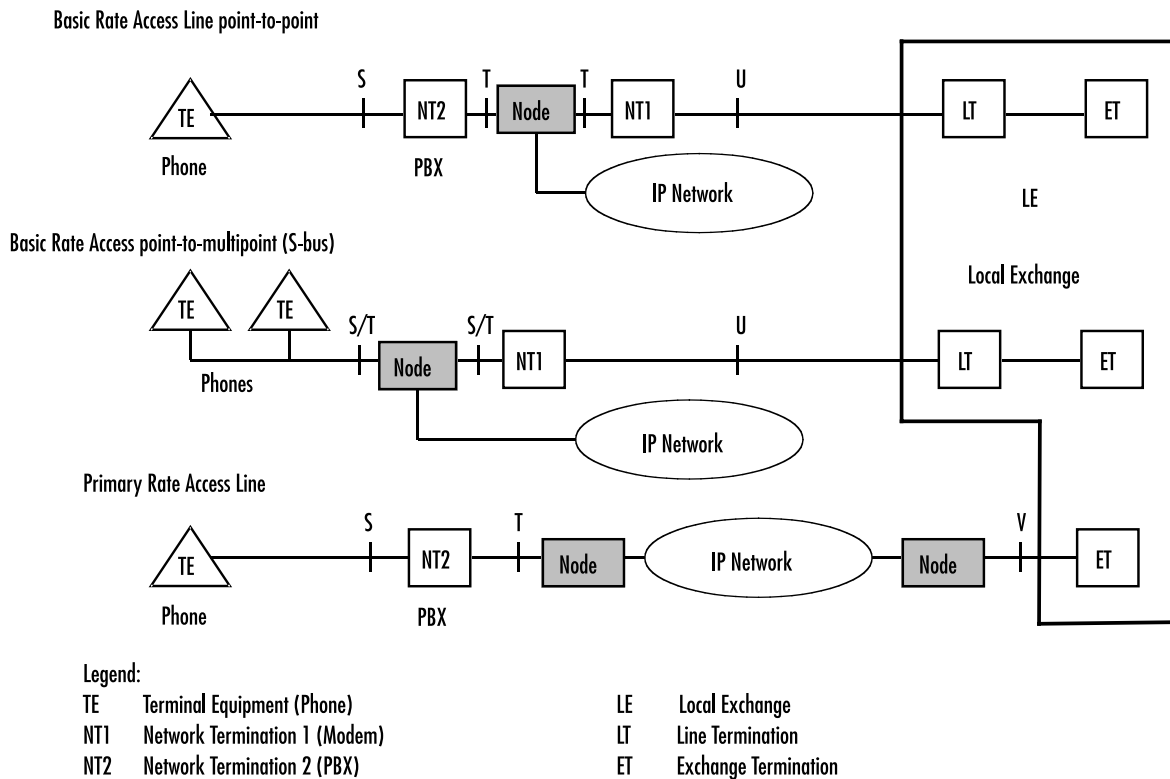 Basic Rate Access Line point-to-point
S T T U
TE NT2 Node NT1 LT ET
Phone PBX
IP Network LE
Basic Rate Access point-to-multipoint (S-bus)
Local Exchange
TE TE
S/T S/T U
Node NT1 LT ET
Phones
IP Network
Primary Rate Access Line
S T V
TE NT2 Node IP Network Node ET
Phone PBX
Legend:
TE Terminal Equipment (Phone) LE Local Exchange
NT1 Network Termination 1 (Modem) LT Line Termination
NT2 Network Termination 2 (PBX) ET Exchange Termination